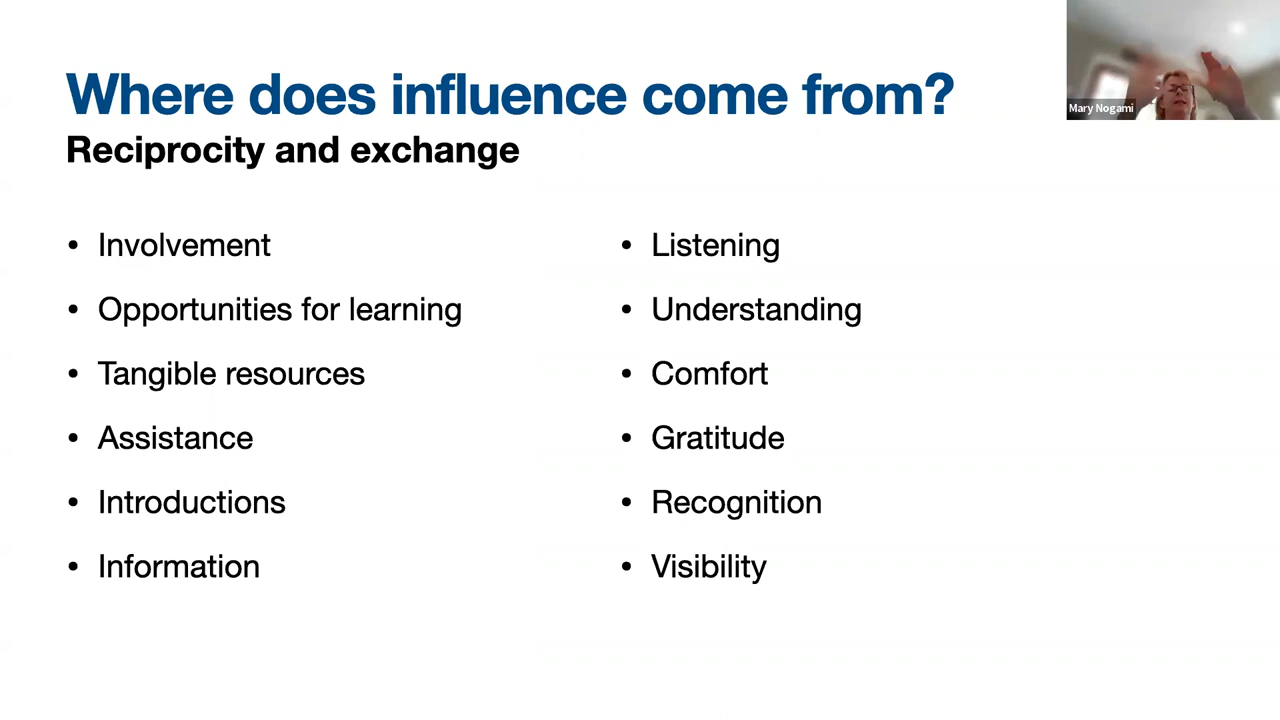 Where does influence come from?
Reciprocity and exchange
• Involvement
• Opportunities for learning
• Tangible resources
• Assistance
• Introductions
• Information
• Listening
• Understanding
• Comfort
• Gratitude
• Recognition
• Visibility
Mary Nogami